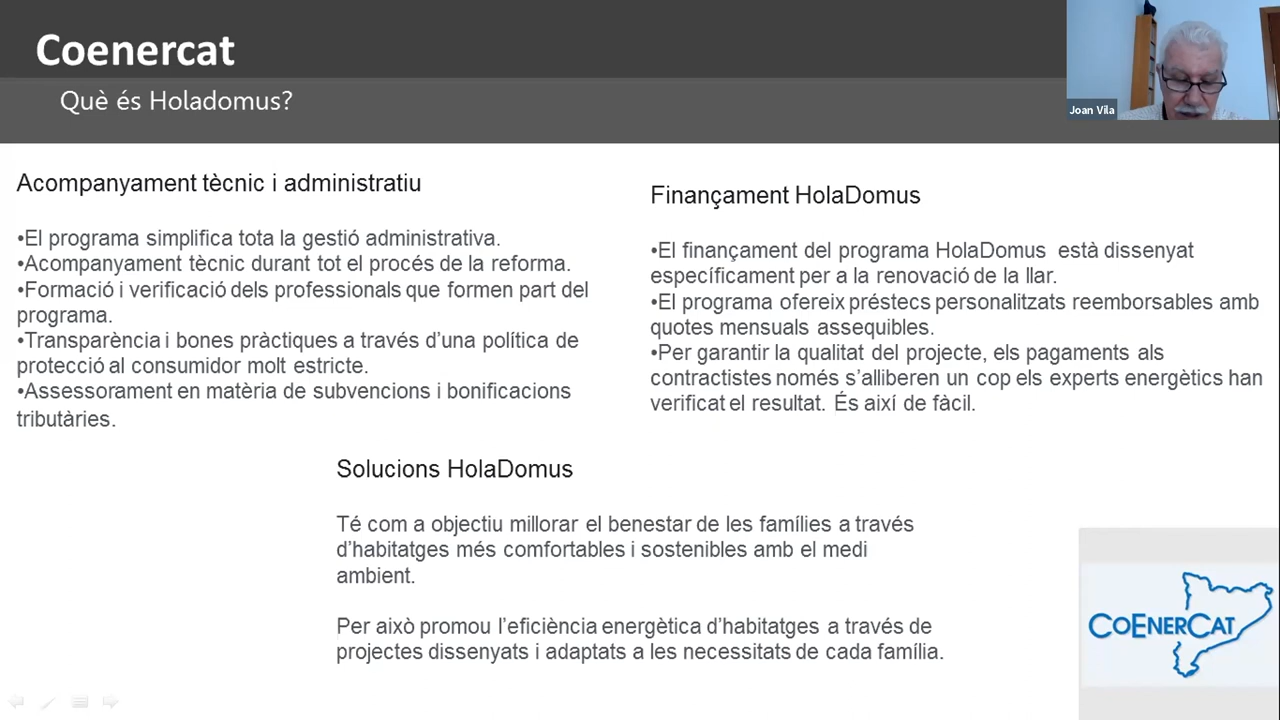 Coenercat
Què és Holadomus?
Joan Vila
Acompanyament tècnic i administratiu
•El programa simplifica tota la gestió administrativa.
•Acompanyament tècnic durant tot el procés de la reforma.
•Formació i verificació dels professionals que formen part del
programa.
•Transparència i bones pràctiques a través d’una política de
protecció al consumidor molt estricte.
•Assessorament en matèria de subvencions i bonificacions
tributàries.
Finançament HolaDomus
•El finançament del programa HolaDomus està dissenyat
específicament per a la renovació de la llar.
•El programa ofereix préstecs personalitzats reemborsables amb
quotes mensuals assequibles.
•Per garantir la qualitat del projecte, els pagaments als
contractistes només s’alliberen un cop els experts energètics han
verificat el resultat. És així de fàcil.
Solucions HolaDomus
Té com a objectiu millorar el benestar de les famílies a través
d’habitatges més comfortables i sostenibles amb el medi
ambient.
Per això promou l’eficiència energètica d’habitatges a través de
projectes dissenyats i adaptats a les necessitats de cada família.
COENERCAT